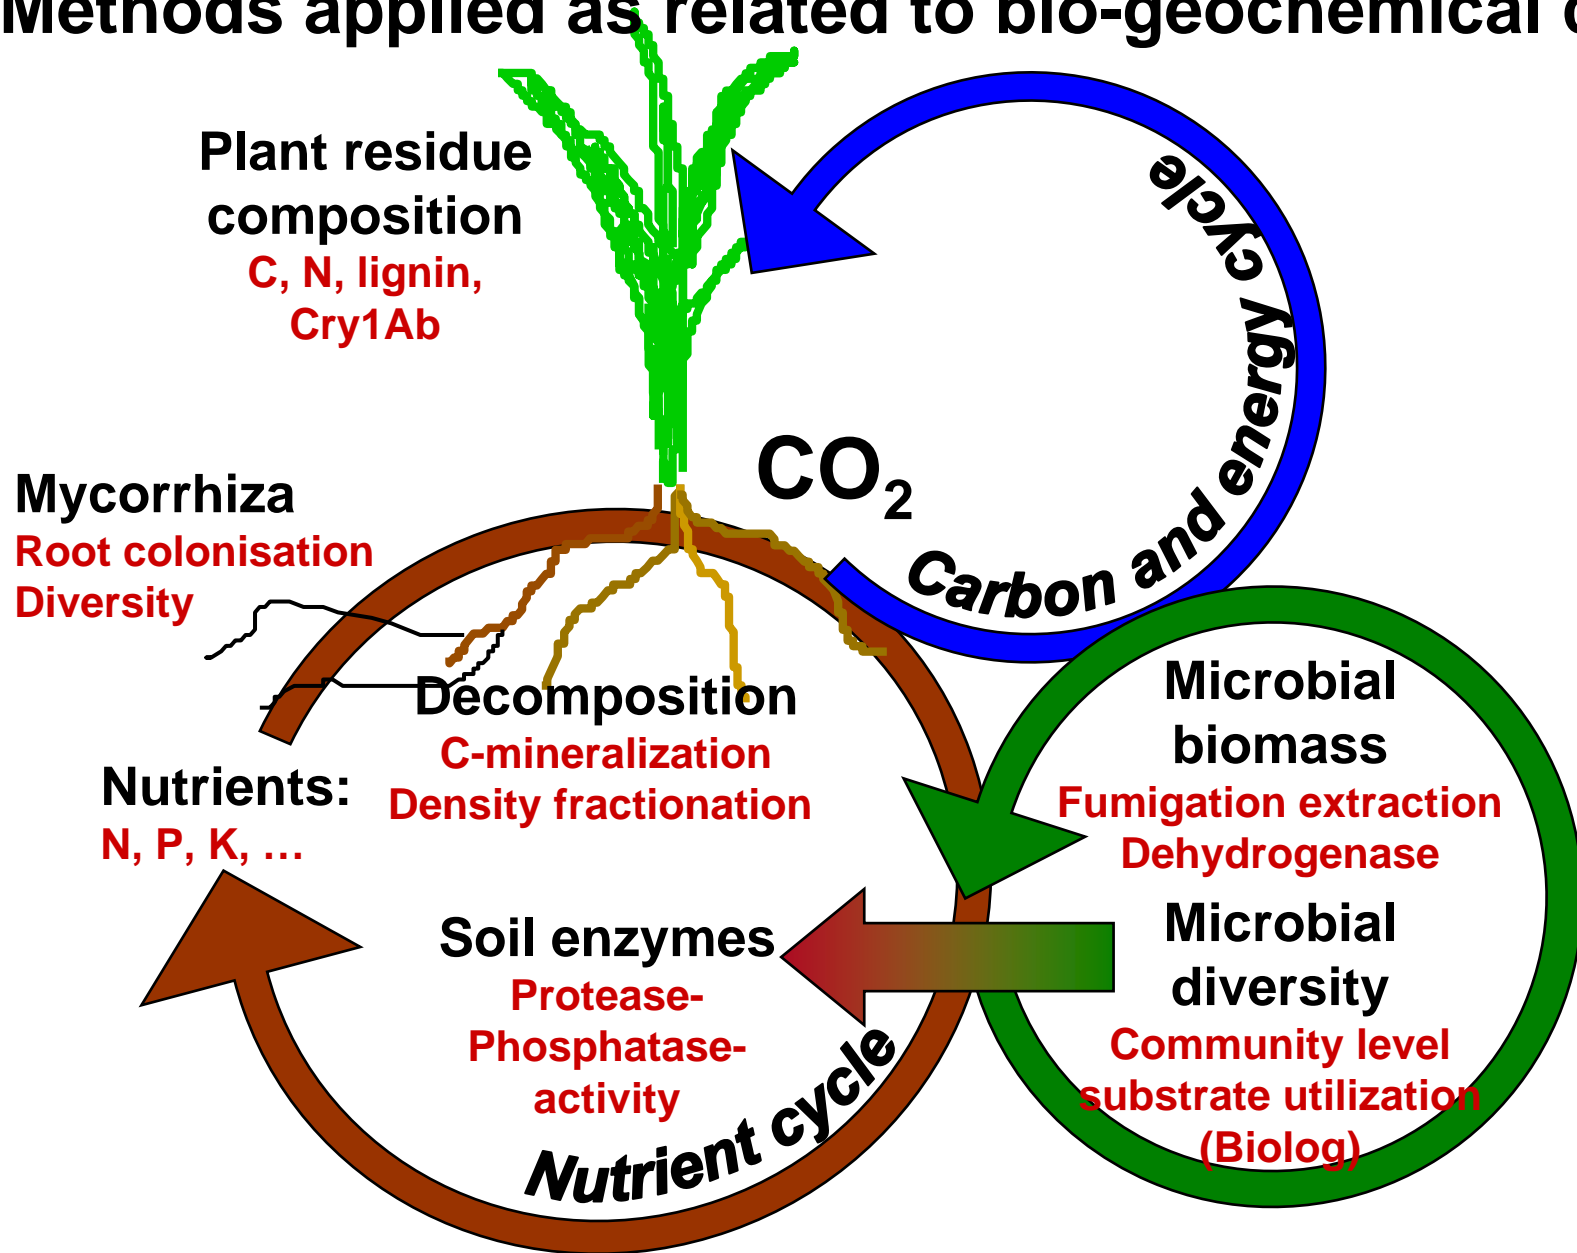 Methods applied as related to bio-geochemical
Plant residue
composition
C, N, lignin,
Cry1Ab
Carbon and energy cycle
CO₂
Mycorrhiza
Root colonisation
Diversity
Decomposition
C-mineralization
Density fractionation
Nutrients:
N, P, K, …
Microbial
biomass
Fumigation extraction
Dehydrogenase
Soil enzymes
Protease-
Phosphatase-
activity
Microbial
diversity
Community level
substrate utilization
(Biolog)
Nutrient cycle